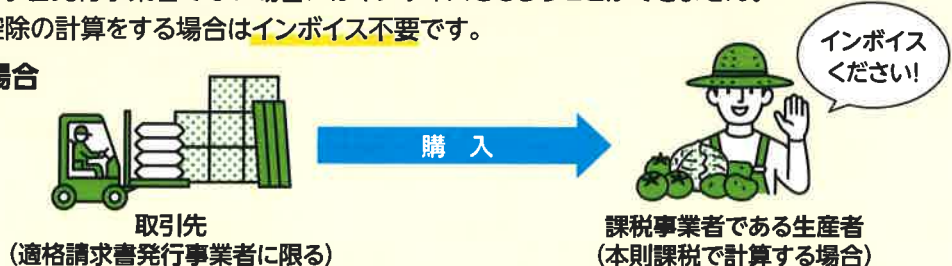 控除の計算をする場合はインボイス不要です。
場合
インボイス
ください!
購 入
取引先
(適格請求書発行事業者に限る)
課税事業者である生産者
(本則課税で計算する場合)